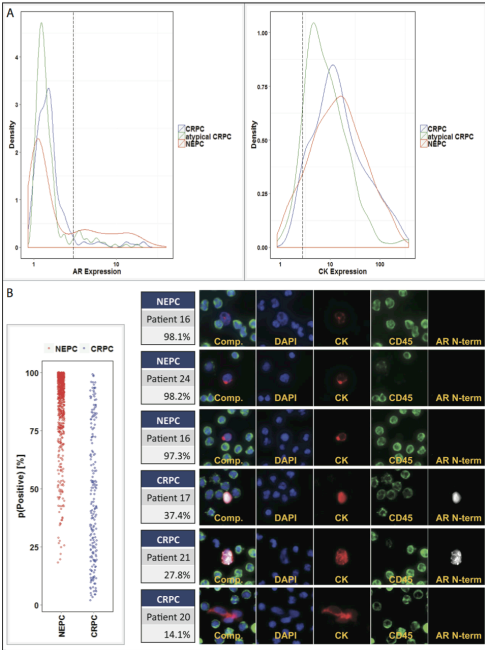 A
Density
5
4
3
2
1
0
1
10
AR Expression
CRPC
atypical CRPC
NEPC
Density
1.00
0.75
0.50
0.25
0.00
1
10
100
CK Expression
CRPC
atypical CRPC
NEPC
B
NEPC CRPC
p(Positive) [%]
100
75
50
25
0
NEPC
CRPC
NEPC
Patient 16
98.1%
Comp. DAPI CK CD45 AR N-term
NEPC
Patient 24
98.2%
Comp. DAPI CK CD45 AR N-term
NEPC
Patient 16
97.3%
Comp. DAPI CK CD45 AR N-term
CRPC
Patient 17
37.4%
Comp. DAPI CK CD45 AR N-term
CRPC
Patient 21
27.8%
Comp. DAPI CK CD45 AR N-term
CRPC
Patient 20
14.1%
Comp. DAPI CK CD45 AR N-term